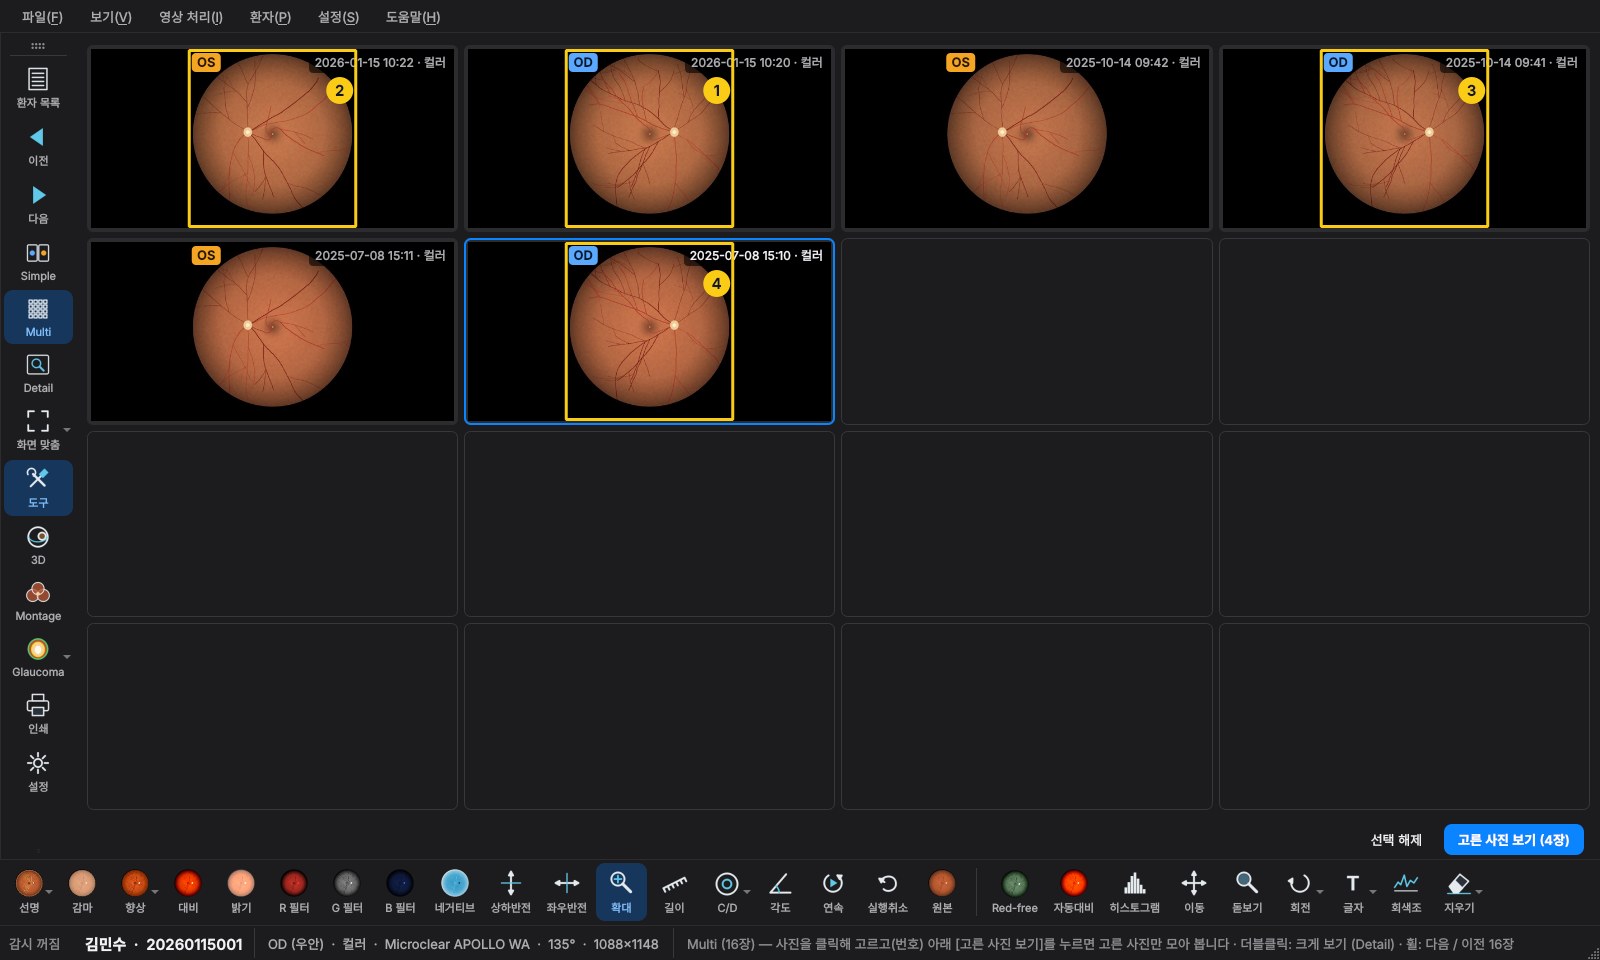 파일(F) 보기(V) 영상 처리(I) 환자(P) 설정(S) 도움말(H)
환자 목록
이전
다음
Simple
Multi
Detail
화면 맞춤
도구
3D
Montage
Glaucoma
인쇄
설정
OS 2026-01-15 10:22 · 컬러
2
OD 2026-01-15 10:20 · 컬러
1
OS 2025-10-14 09:42 · 컬러
OD 2025-10-14 09:41 · 컬러
3
OS 2025-07-08 15:11 · 컬러
OD 2025-07-08 15:10 · 컬러
4
선택 해제 고른 사진 보기 (4장)
선명 감마 향상 대비 밝기 R 필터 G 필터 B 필터 네거티브 상하반전 좌우반전 확대 길이 C/D 각도 연속 실행취소 원본 Red-free 자동대비 히스토그램 이동 돋보기 회전 T 글자 회색조 지우기
감시 꺼짐 김민수 · 20260115001 OD (우안) · 컬러 · Microclear APOLLO WA · 135° · 1088×1148 Multi (16장) — 사진을 클릭해 고르고(번호) 아래 [고른 사진 보기]를 누르면 고른 사진만 모아 봅니다 · 더블클릭: 크게 보기 (Detail) · 휠: 다음 / 이전 16장